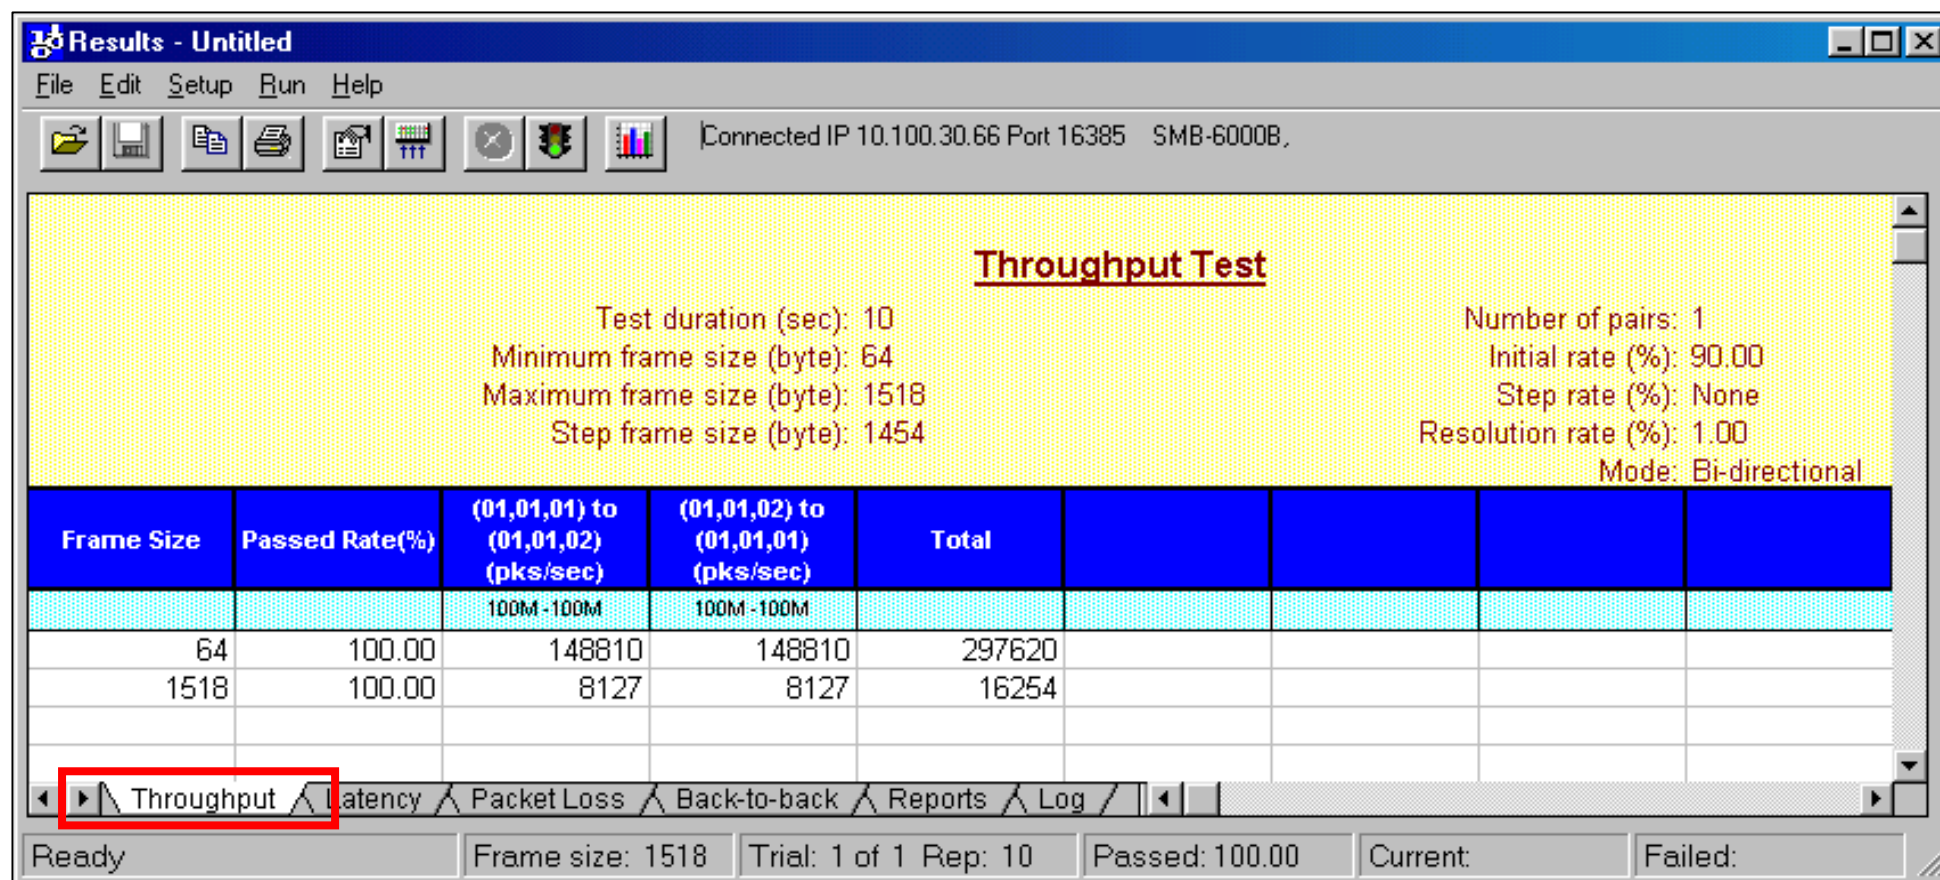 Results - Untitled
File Edit Setup Run Help
Connected IP 10.100.30.66 Port 16385 SMB-6000B,
Throughput Test
Test duration (sec): 10
Number of pairs: 1
Minimum frame size (byte): 64
Initial rate (%): 90.00
Maximum frame size (byte): 1518
Step rate (%): None
Step frame size (byte): 1454
Resolution rate (%): 1.00
Mode: Bi-directional
Frame Size Passed Rate(%) (01,01,01) to (01,01,02) (pks/sec) (01,01,02) to (01,01,01) (pks/sec) Total
100M -100M 100M -100M
64 100.00 148810 148810 297620
1518 100.00 8127 8127 16254
Throughput Latency Packet Loss Back-to-back Reports Log
Ready Frame size: 1518 Trial: 1 of 1 Rep: 10 Passed: 100.00 Current: Failed: